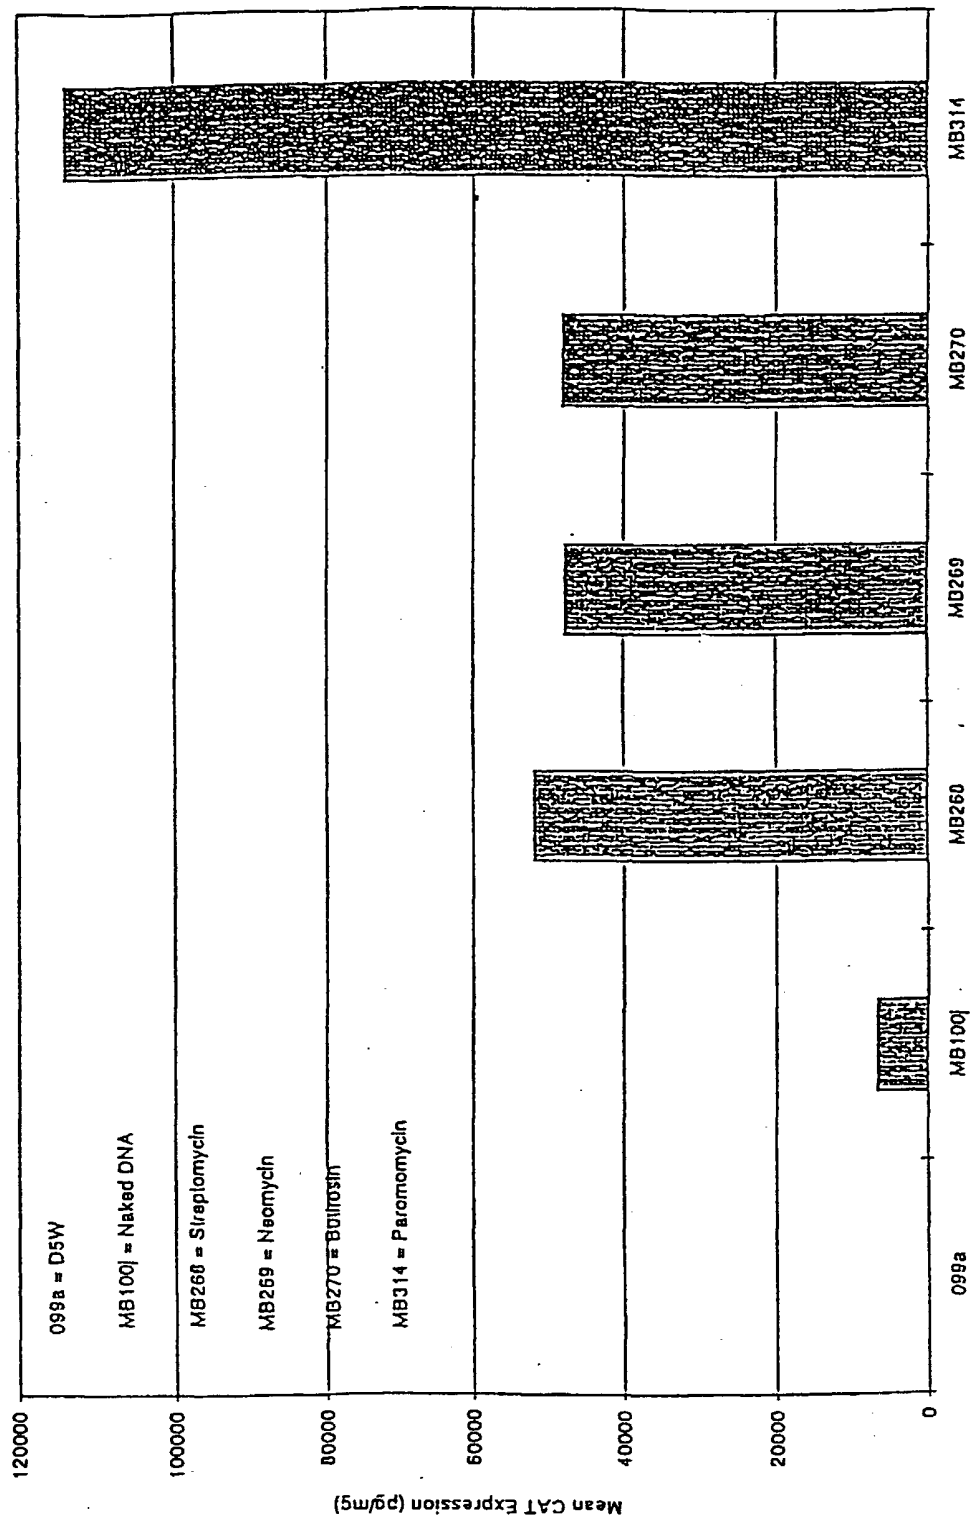 Mean CAT Expression (pg/mg)
120000
100000
80000
60000
40000
20000
0
099a = D5W
MB100j = Naked DNA
MB268 = Streptomycin
MB269 = Neomycin
MB270 = Butirosin
MB314 = Paromomycin
099a
MB100j
MB268
MB269
MB270
MB314